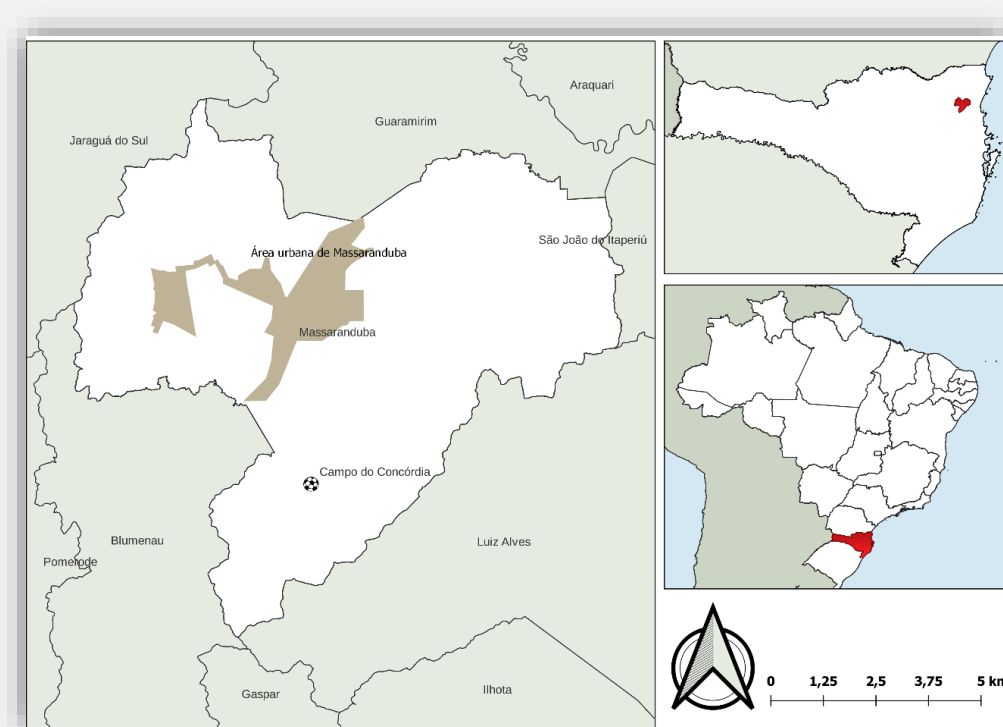 Araquari
Guaramirim
Jaraguá do Sul
São João do Itaperiú
Área urbana de Massaranduba
Massaranduba
Campo do Concórdia
Blumenau
Luiz Alves
Pomerode
Gaspar
Ilhota
0 1,25 2,5 3,75 5 km